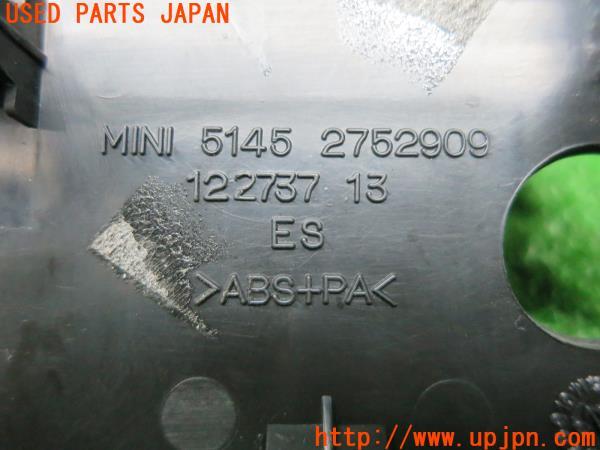 USED PARTS JAPAN
MINI 5145 2752909
122737 13
ES
>ABS+PA<
http://www.upjpn.com